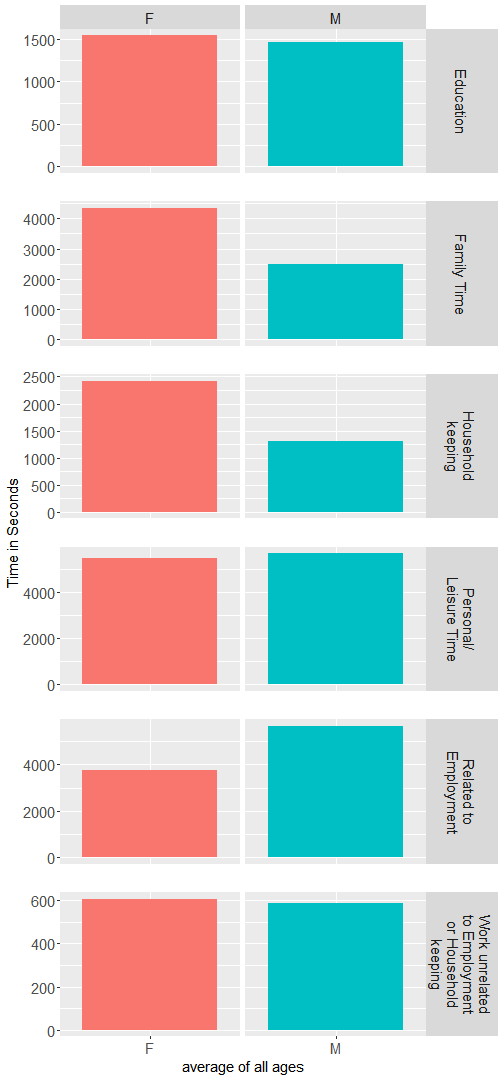 F
M
1500
1000
500
0
Education
4000
3000
2000
1000
0
Family Time
2500
2000
1500
1000
500
0
Household
keeping
4000
2000
0
Personal/
Leisure Time
4000
2000
0
Related to
Employment
600
400
200
0
Work unrelated
to Employment
or Household
keeping
Time in Seconds
F
M
average of all ages